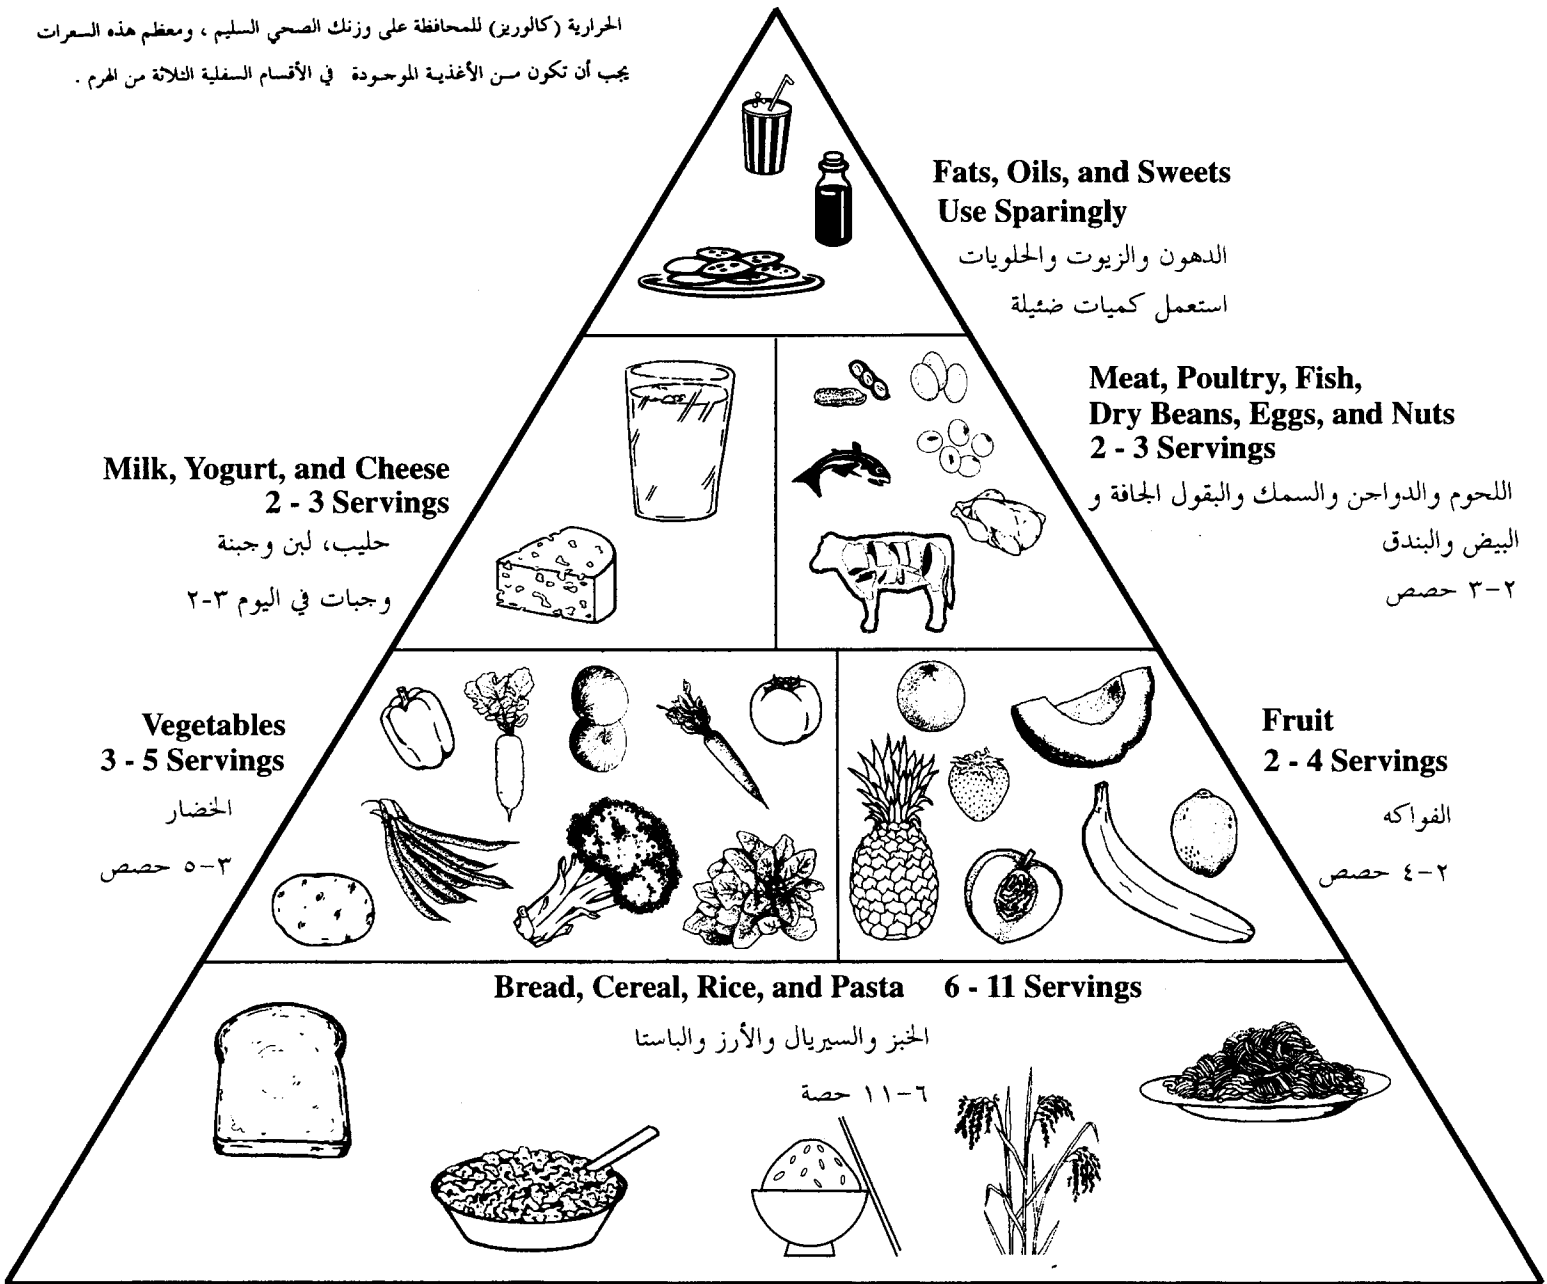 الحرارية (كالوريز) للمحافظة على وزنك الصحي السليم ، ومعظم هذه السعرات
يجب أن تكون من الأغذية الموجودة في الأقسام السفلية الثلاثة من الهرم .
Fats, Oils, and Sweets
Use Sparingly
الدهون والزيوت والحلويات
استعمل كميات ضئيلة
Meat, Poultry, Fish,
Dry Beans, Eggs, and Nuts
2 - 3 Servings
اللحوم والدواجن والسمك والبقول الجافة و
البيض والبندق
٢-٣ حصص
Milk, Yogurt, and Cheese
2 - 3 Servings
حليب، لبن وجبنة
وجبات في اليوم ٣-٢
Vegetables
3 - 5 Servings
الخضار
٣-٥ حصص
Fruit
2 - 4 Servings
الفواكه
٢-٤ حصص
Bread, Cereal, Rice, and Pasta 6 - 11 Servings
الخبز والسيريال والأرز والباستا
٦-١١ حصة